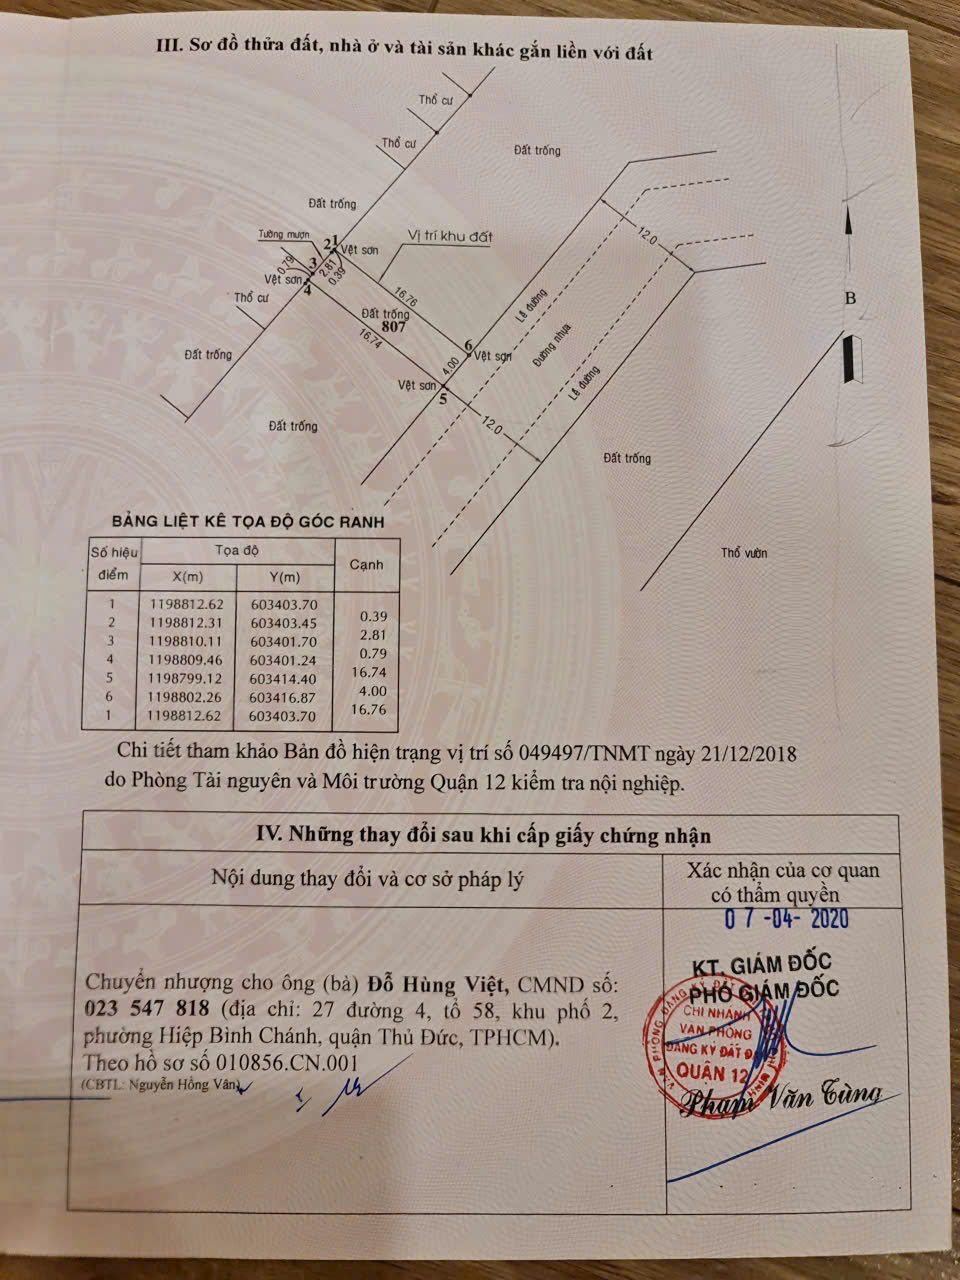 III. Sơ đồ thửa đất, nhà ở và tài sản khác gắn liền với đất
Thổ cư
Thổ cư
Đất trống
Đất trống
Tường mượn
2 1
Vệt sơn
Vị trí khu đất
12.0
0.79
3
2.81
0.39
Vệt sơn
4
16.76
Lề đường
Thổ cư
Đất trống
807
16.74
Đường nhựa
B
Đất trống
6
Vệt sơn
4.00
Vệt sơn
5
Lề đường
Đất trống
12.0
Đất trống
Thổ vườn
BẢNG LIỆT KÊ TỌA ĐỘ GÓC RANH
Số hiệu điểm Tọa độ Cạnh
X(m) Y(m)
1 1198812.62 603403.70
0.39
2 1198812.31 603403.45
2.81
3 1198810.11 603401.70
0.79
4 1198809.46 603401.24
16.74
5 1198799.12 603414.40
4.00
6 1198802.26 603416.87
16.76
1 1198812.62 603403.70
Chi tiết tham khảo Bản đồ hiện trạng vị trí số 049497/TNMT ngày 21/12/2018
do Phòng Tài nguyên và Môi trường Quận 12 kiểm tra nội nghiệp.
IV. Những thay đổi sau khi cấp giấy chứng nhận
Nội dung thay đổi và cơ sở pháp lý
Xác nhận của cơ quan
có thẩm quyền
07-04-2020
Chuyển nhượng cho ông (bà) Đỗ Hùng Việt, CMND số:
023 547 818 (địa chỉ: 27 đường 4, tổ 58, khu phố 2,
phường Hiệp Bình Chánh, quận Thủ Đức, TPHCM).
Theo hồ sơ số 010856.CN.001
(CBTL: Nguyễn Hồng Vân)
KT. GIÁM ĐỐC
PHÓ GIÁM ĐỐC
CHI NHÁNH
VĂN PHÒNG
ĐĂNG KÝ ĐẤT ĐAI
QUẬN 12
Phạm Văn Tùng